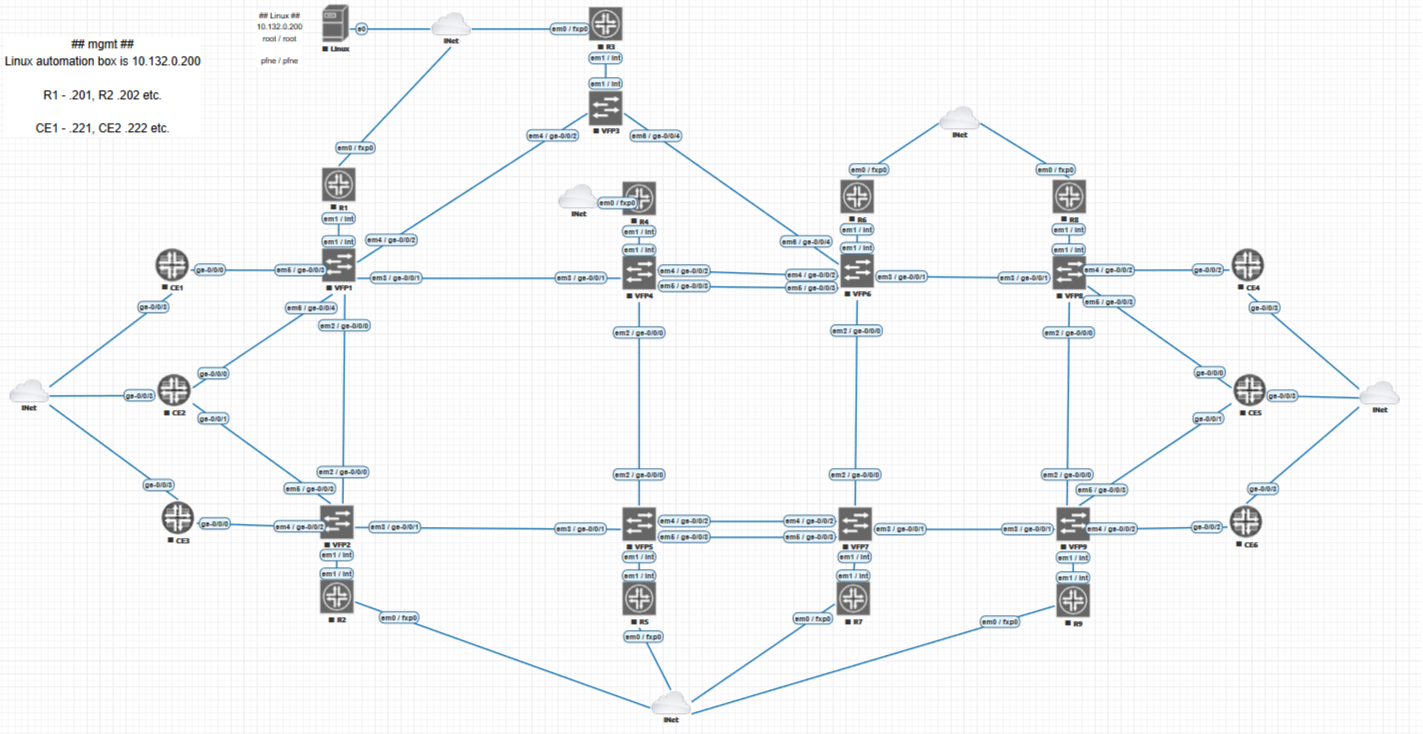 ## Linux ##
10.132.0.200
root / root
pfne / pfne
## mgmt ##
Linux automation box is 10.132.0.200
R1 - .201, R2 .202 etc.
CE1 - .221, CE2 .222 etc.
Linux
e0
iNet
em0 / fxp0
R3
em1 / int
em1 / int
VFP3
em4 / ge-0/0/2
em6 / ge-0/0/4
iNet
em0 / fxp0
em0 / fxp0
em0 / fxp0
R1
em1 / int
em1 / int
em4 / ge-0/0/2
iNet
em0 / fxp0
R4
em1 / int
em1 / int
em6 / ge-0/0/4
R6
em1 / int
em1 / int
R8
em1 / int
em1 / int
CE1
ge-0/0/0
em5 / ge-0/0/3
VFP1
em3 / ge-0/0/1
em3 / ge-0/0/1
VFP4
em4 / ge-0/0/2
em5 / ge-0/0/3
em4 / ge-0/0/2
em5 / ge-0/0/3
VFP6
em3 / ge-0/0/1
em3 / ge-0/0/1
VFP8
em4 / ge-0/0/2
em5 / ge-0/0/3
ge-0/0/2
CE4
ge-0/0/3
ge-0/0/3
em6 / ge-0/0/4
em2 / ge-0/0/0
em2 / ge-0/0/0
em2 / ge-0/0/0
em2 / ge-0/0/0
iNet
ge-0/0/3
CE2
ge-0/0/0
ge-0/0/1
ge-0/0/0
ge-0/0/1
CE5
ge-0/0/3
iNet
em2 / ge-0/0/0
em2 / ge-0/0/0
em2 / ge-0/0/0
em2 / ge-0/0/0
ge-0/0/3
em5 / ge-0/0/3
em5 / ge-0/0/3
ge-0/0/3
CE3
ge-0/0/0
em4 / ge-0/0/2
VFP2
em3 / ge-0/0/1
em3 / ge-0/0/1
VFP5
em4 / ge-0/0/2
em5 / ge-0/0/3
em4 / ge-0/0/2
em5 / ge-0/0/3
VFP7
em3 / ge-0/0/1
em3 / ge-0/0/1
VFP9
em4 / ge-0/0/2
ge-0/0/2
CE6
em1 / int
em1 / int
R2
em0 / fxp0
em1 / int
em1 / int
R5
em0 / fxp0
em1 / int
em1 / int
R7
em0 / fxp0
em1 / int
em1 / int
R9
em0 / fxp0
iNet